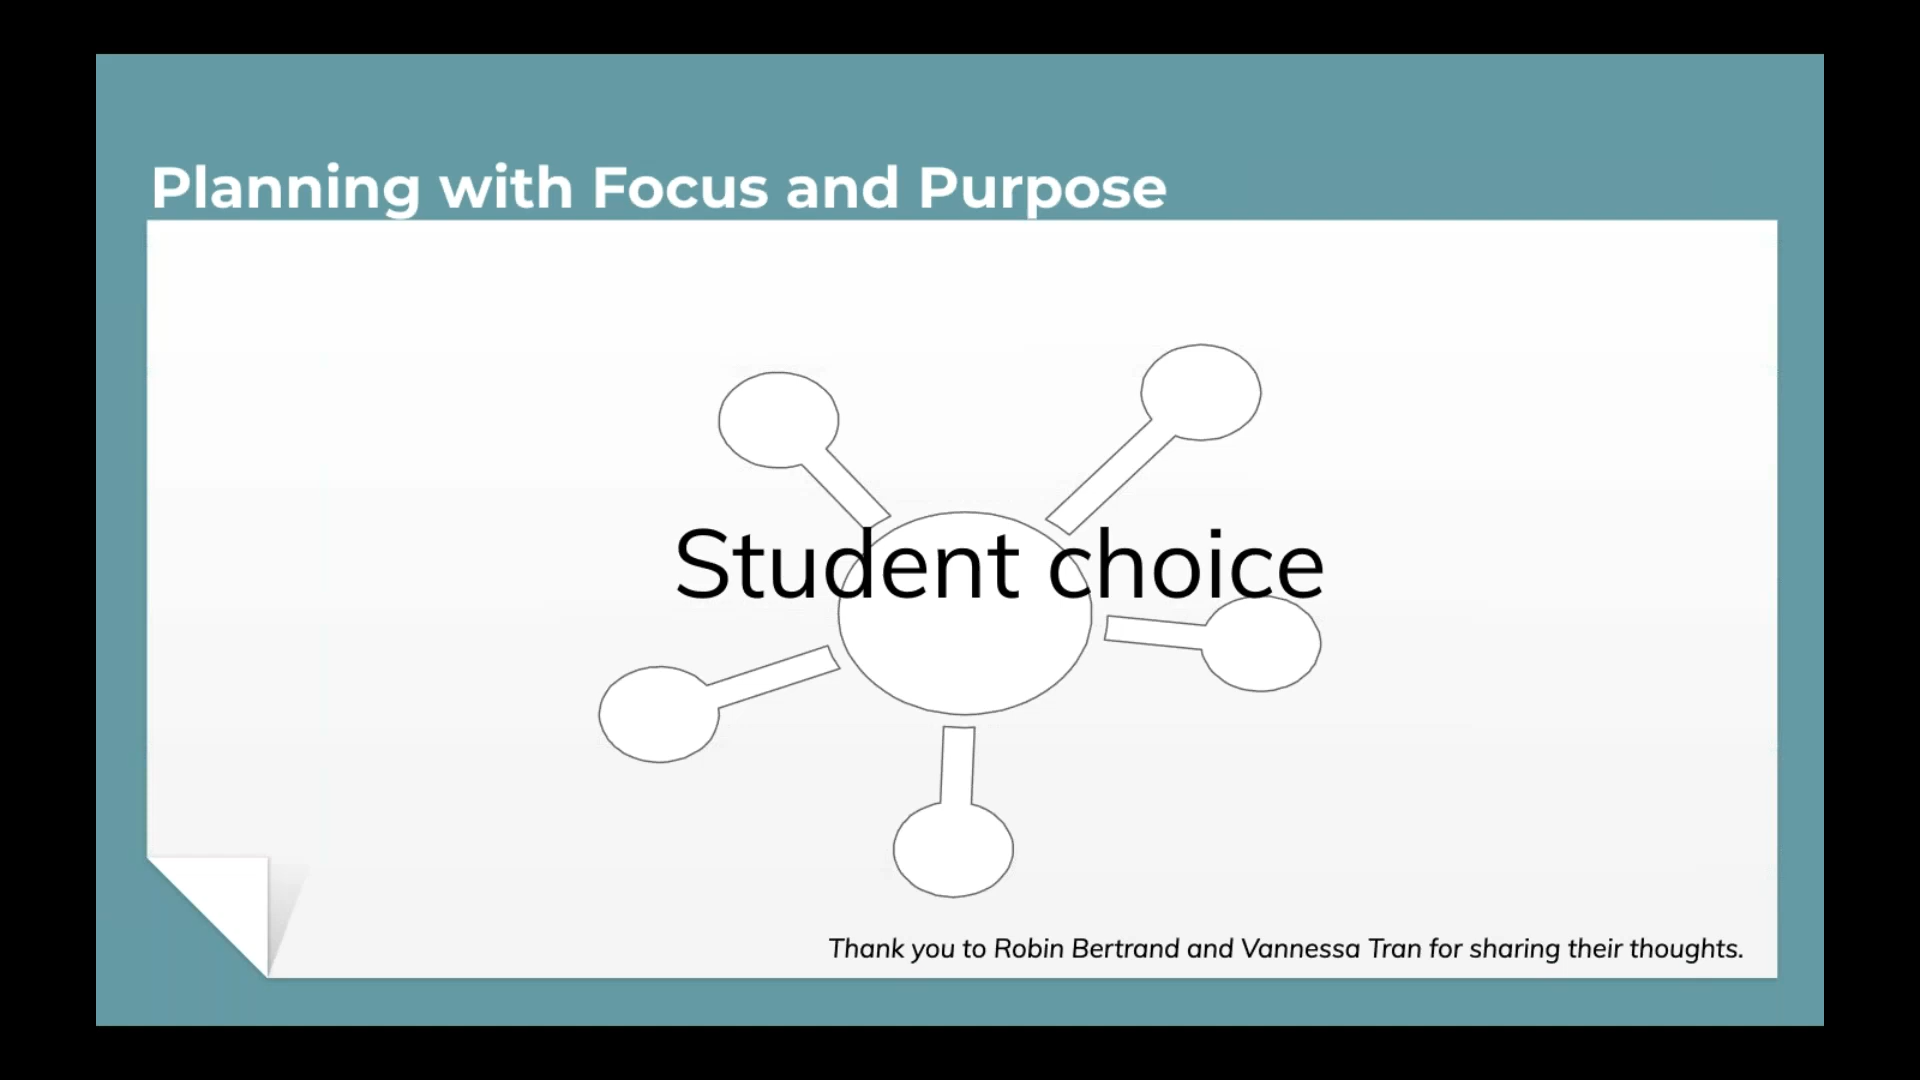 Planning with Focus and Purpose
Student choice
Thank you to Robin Bertrand and Vannessa Tran for sharing their thoughts.